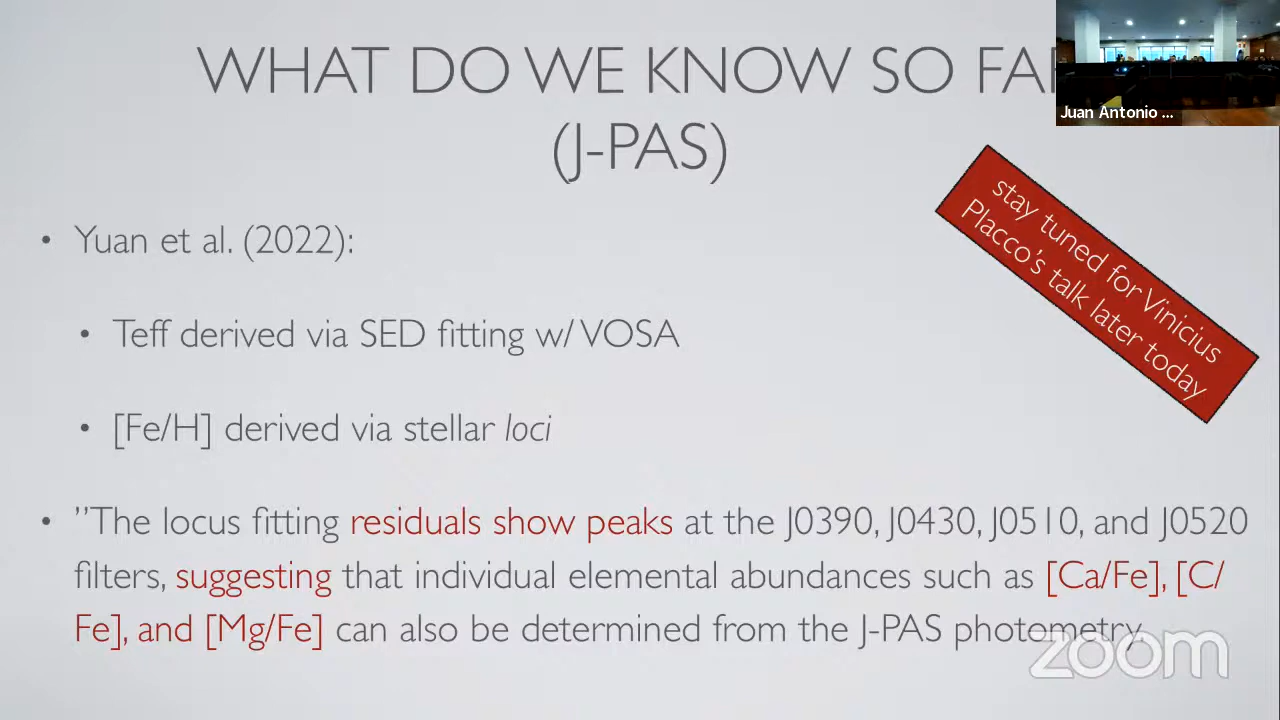 WHAT DO WE KNOW SO FA
(J-PAS)
Juan Antonio ...
stay tuned for Vinicius
Placco's talk later today
• Yuan et al. (2022):
• Teff derived via SED fitting w/ VOSA
• [Fe/H] derived via stellar loci
• ”The locus fitting residuals show peaks at the J0390, J0430, J0510, and J0520
filters, suggesting that individual elemental abundances such as [Ca/Fe], [C/
Fe], and [Mg/Fe] can also be determined from the J-PAS photometry.
zoom